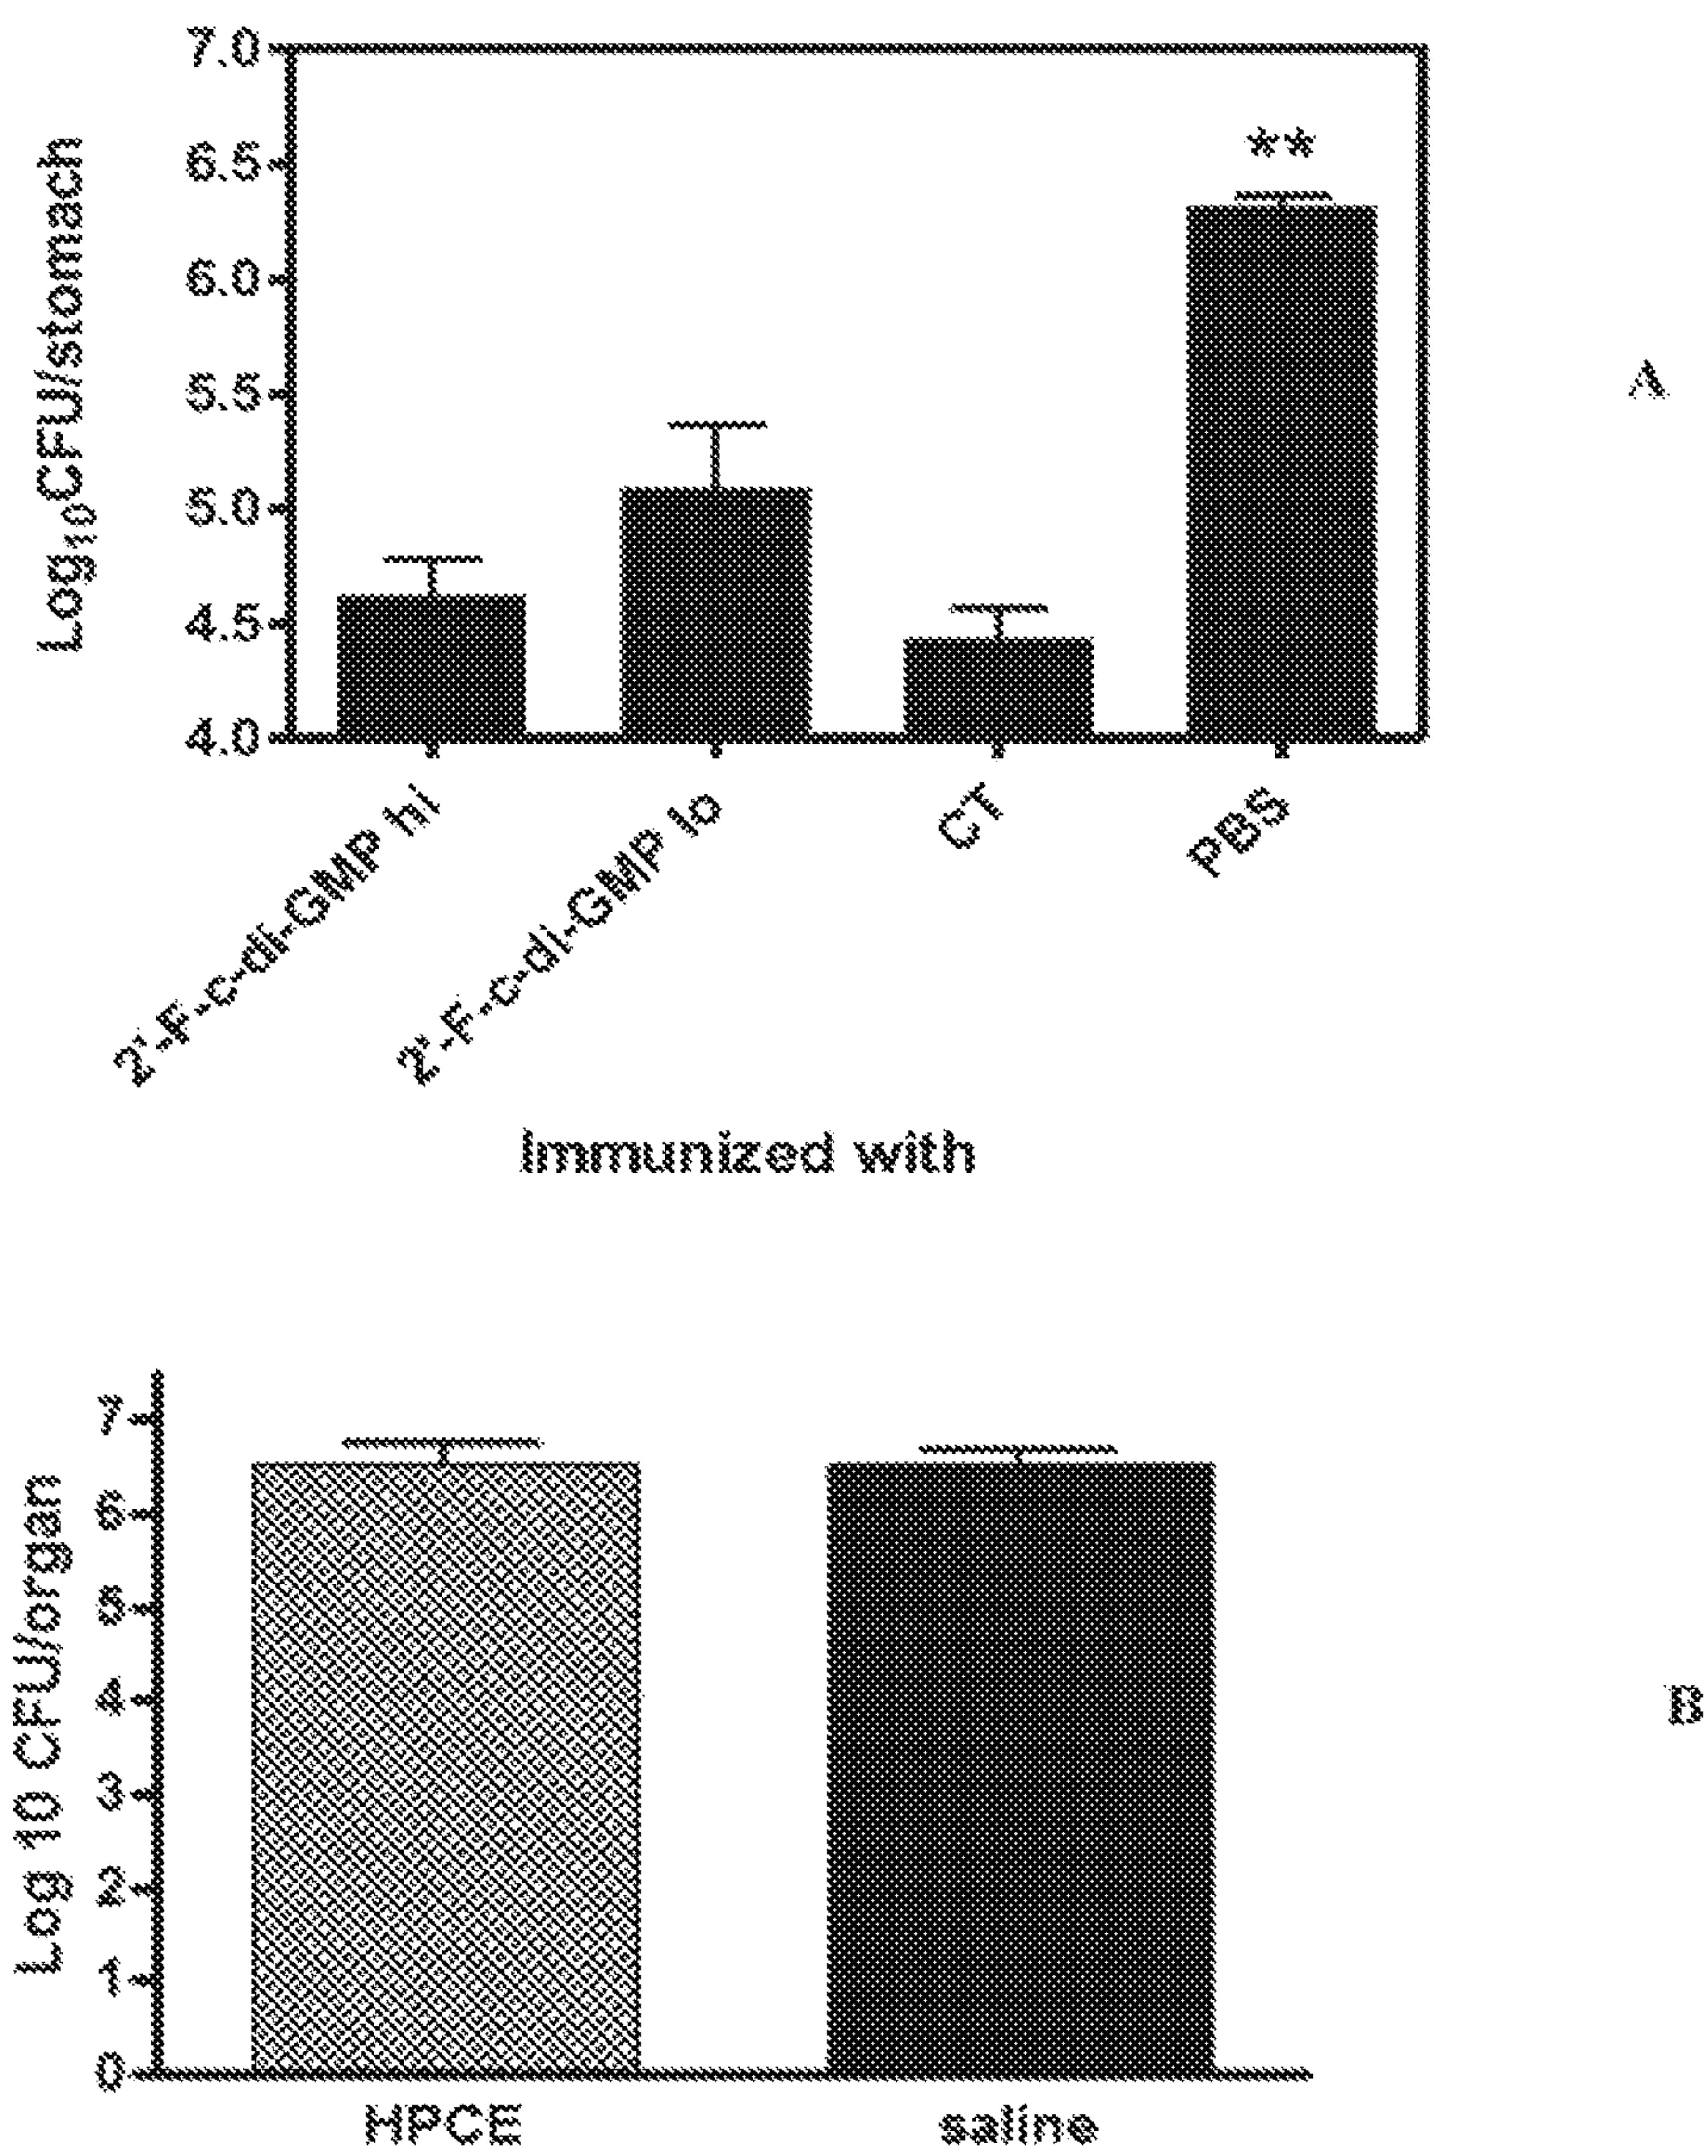 7.0
6.5
6.0
5.5
5.0
4.5
4.0
Log10CFU/stomach
**
A
2'-F-c-di-GMP hi
2'-F-c-di-GMP lo
CT
PBS
Immunized with
7
6
5
4
3
2
1
0
Log 10 CFU/organ
B
HPCE
saline